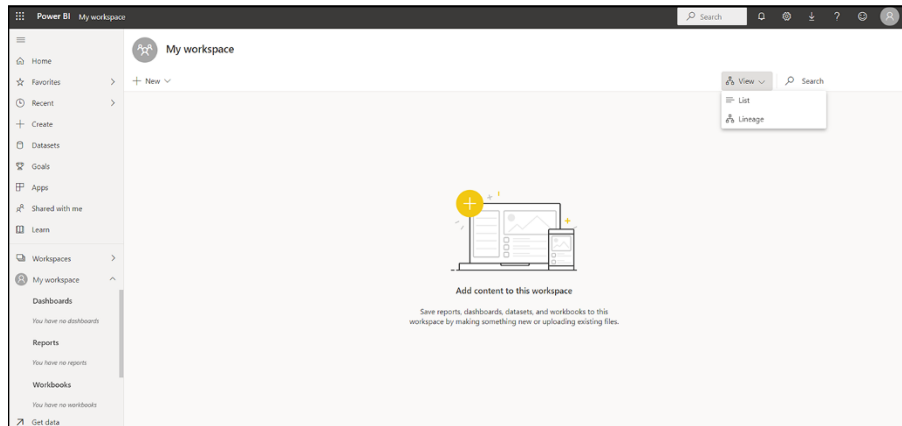 Power BI My workspace
Search
?
My workspace
Home
+ New
View
Search
Favorites
List
Recent
Lineage
Create
Datasets
Goals
Apps
Shared with me
Learn
Workspaces
My workspace
Add content to this workspace
Dashboards
Save reports, dashboards, datasets, and workbooks to this
workspace by making something new or uploading existing files.
You have no dashboards
Reports
You have no reports
Workbooks
You have no workbooks
Get data